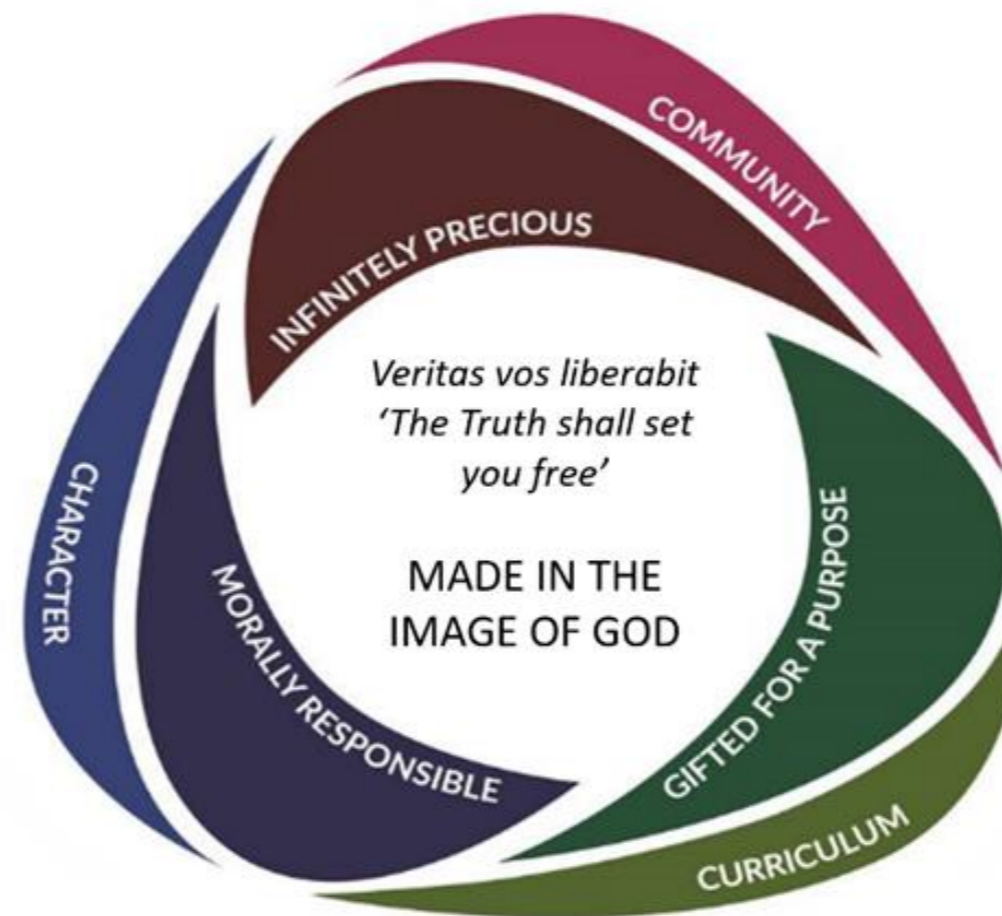 COMMUNITY
INFINITELY PRECIOUS
Veritas vos liberabit
‘The Truth shall set
you free’
MADE IN THE
IMAGE OF GOD
CHARACTER
MORALLY RESPONSIBLE
GIFTED FOR A PURPOSE
CURRICULUM